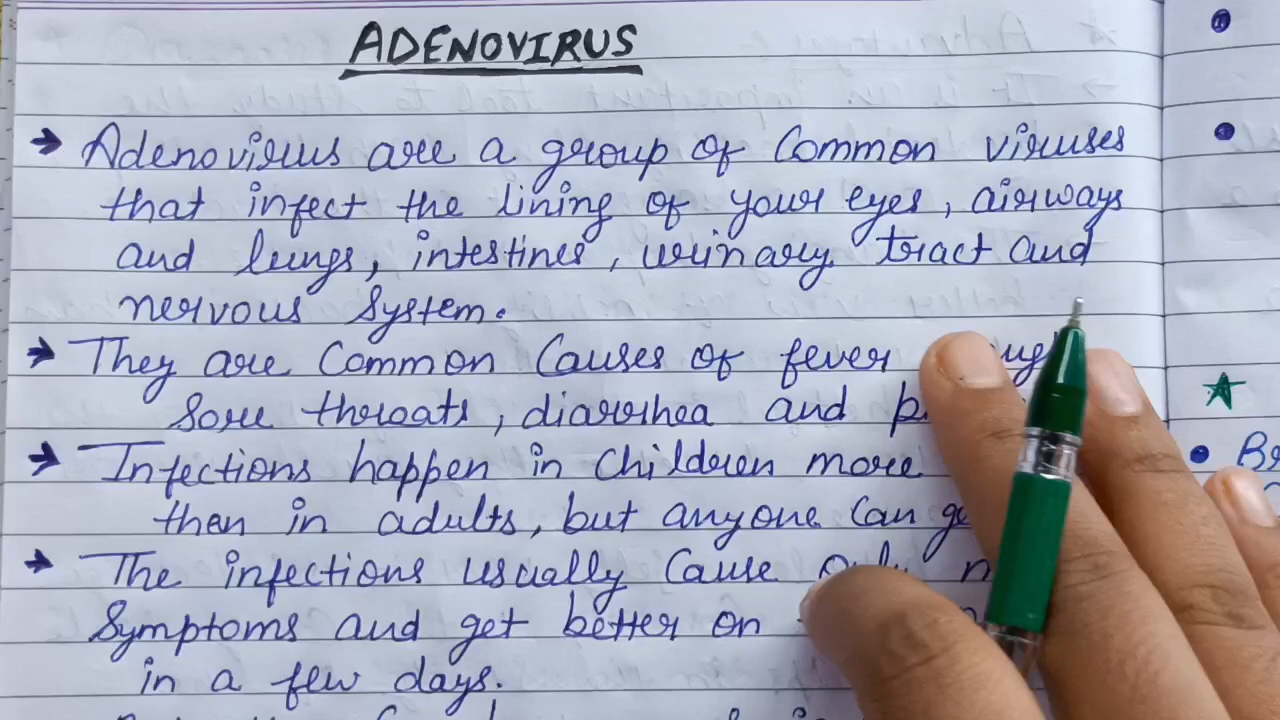 ADENOVIRUS
→ Adenovirus are a group of Common viruses
that infect the lining of your eyes, airways
and lungs, intestines, urinary tract and
nervous System.
→ They are Common Causes of fever
Sore throats, diarrhea and
→ Infections happen in Children more
then in adults, but anyone Can
→ The infections usually Cause only
Symptoms and get better on
in a few days.